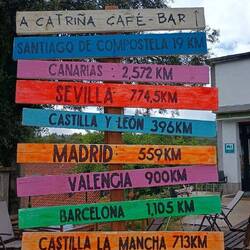 A CATRIÑA CAFÉ-BAR ↑
SANTIAGO DE COMPOSTELA 19 KM
CANARIAS : 2,572 KM
SEVILLA : 774,5KM
CASTILLA Y LEÓN : 396KM
MADRID : 559KM
VALENCIA : 900KM
BARCELONA : 1,105 KM
CASTILLA LA MANCHA 713KM